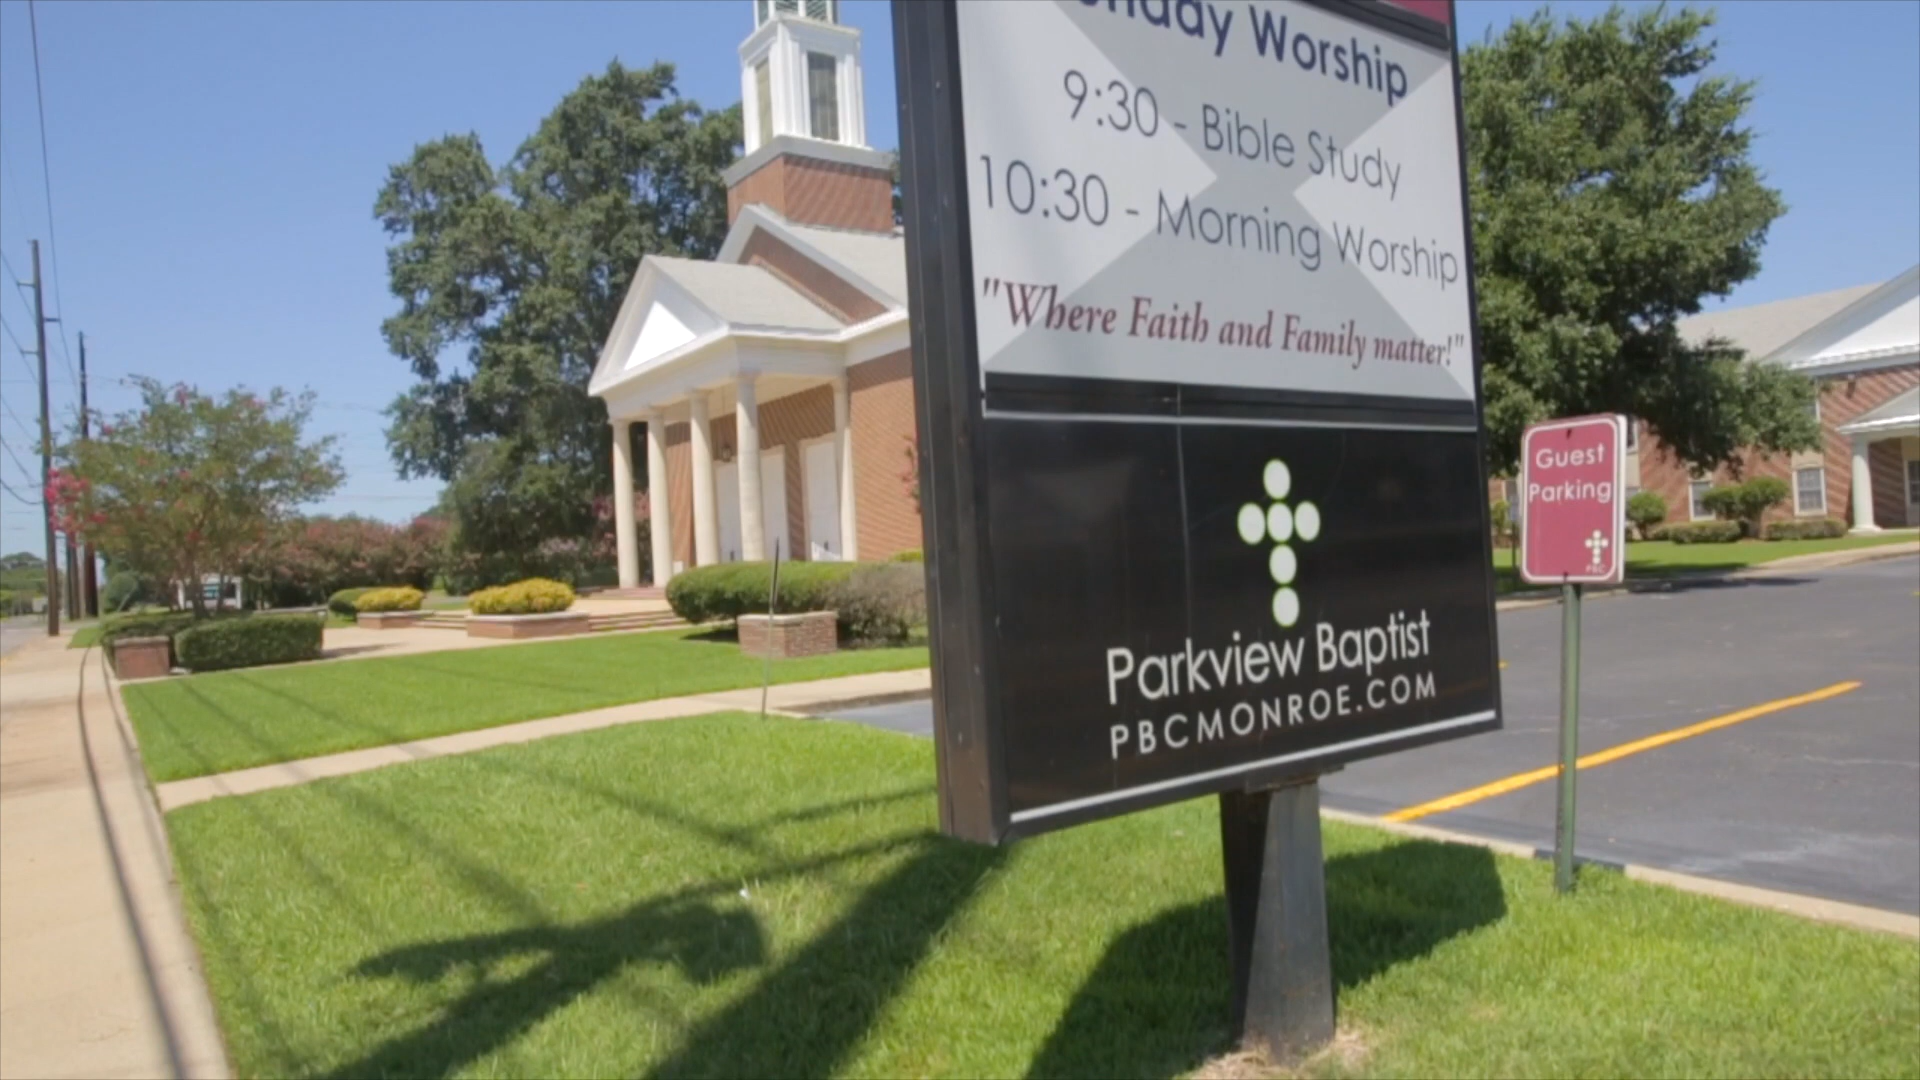 Worship
9:30 - Bible Study
10:30 - Morning Worship
"Where Faith and Family matter!"
Parkview Baptist
PBCMONROE.COM
Guest
Parking
PBC